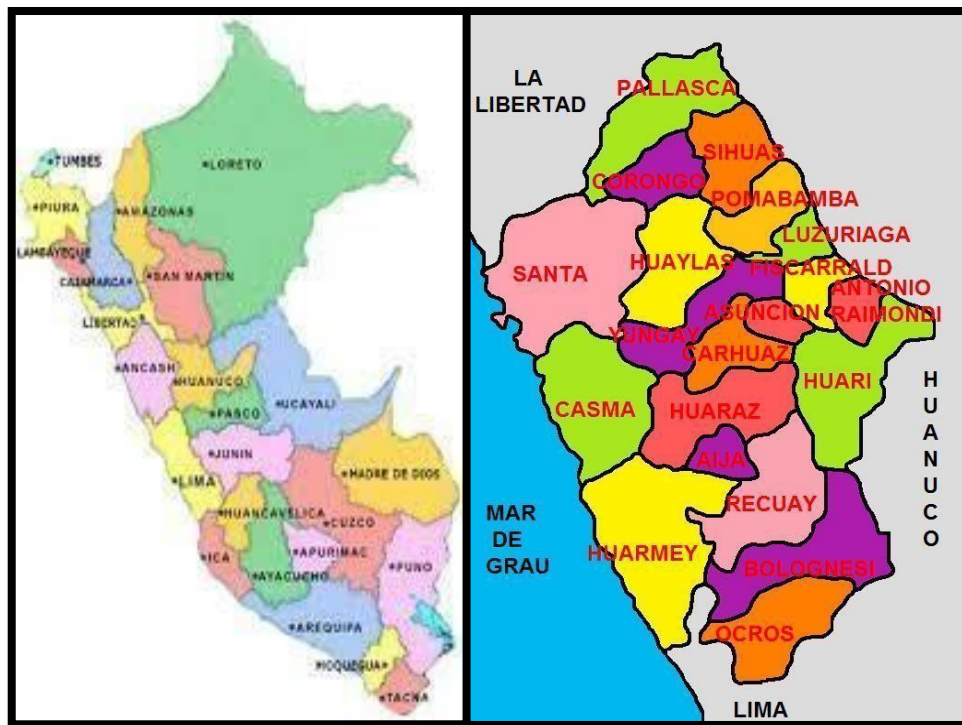 TUMBES
LORETO
PIURA
AMAZONAS
LAMBAYEQUE
SAN MARTIN
CAJAMARCA
LIBERTAD
ANCASH
HUANUCO
UCAYALI
PASCO
JUNIN
MADRE DE DIOS
LIMA
HUANCAVELICA
CUZCO
ICA
APURIMAC
PUNO
AYACUCHO
AREQUIPA
MOQUEGUA
TACNA
LA
LIBERTAD
PALLASCA
SIHUAS
CORONGO
POMABAMBA
LUZURIAGA
SANTA
HUAYLAS
FISCARRALD
ANTONIO
RAIMONDI
ASUNCION
YUNGAY
CARHUAZ
HUARI
CASMA
HUARAZ
AIJA
RECUAY
HUANUCO
MAR
DE
GRAU
HUARMEY
BOLOGNESI
OCROS
LIMA